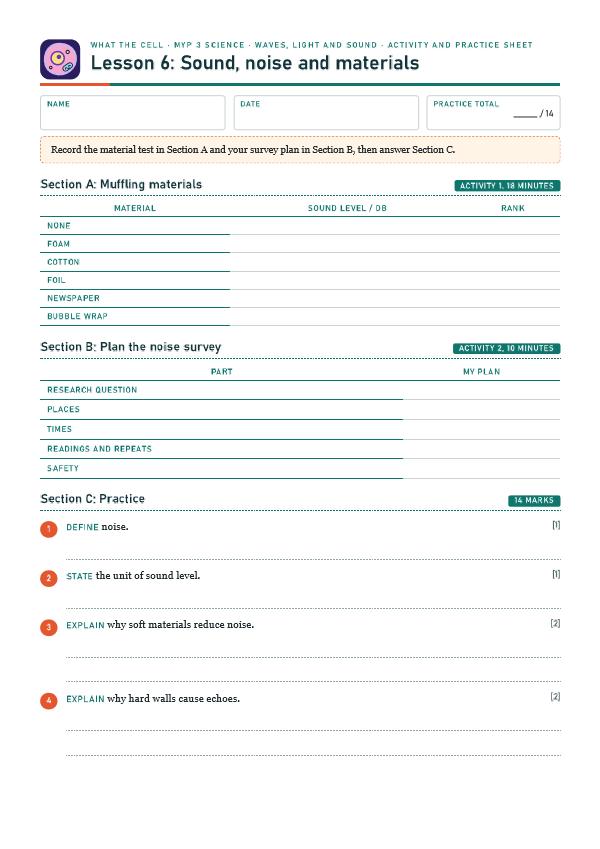 WHAT THE CELL · MYP 3 SCIENCE · WAVES, LIGHT AND SOUND · ACTIVITY AND PRACTICE SHEET
Lesson 6: Sound, noise and materials
NAME
DATE
PRACTICE TOTAL
_____ / 14
Record the material test in Section A and your survey plan in Section B, then answer Section C.
Section A: Muffling materials
ACTIVITY 1, 18 MINUTES
MATERIAL SOUND LEVEL / DB RANK
NONE
FOAM
COTTON
FOIL
NEWSPAPER
BUBBLE WRAP
Section B: Plan the noise survey
ACTIVITY 2, 10 MINUTES
PART MY PLAN
RESEARCH QUESTION
PLACES
TIMES
READINGS AND REPEATS
SAFETY
Section C: Practice
14 MARKS
1 DEFINE noise. [1]
2 STATE the unit of sound level. [1]
3 EXPLAIN why soft materials reduce noise. [2]
4 EXPLAIN why hard walls cause echoes. [2]